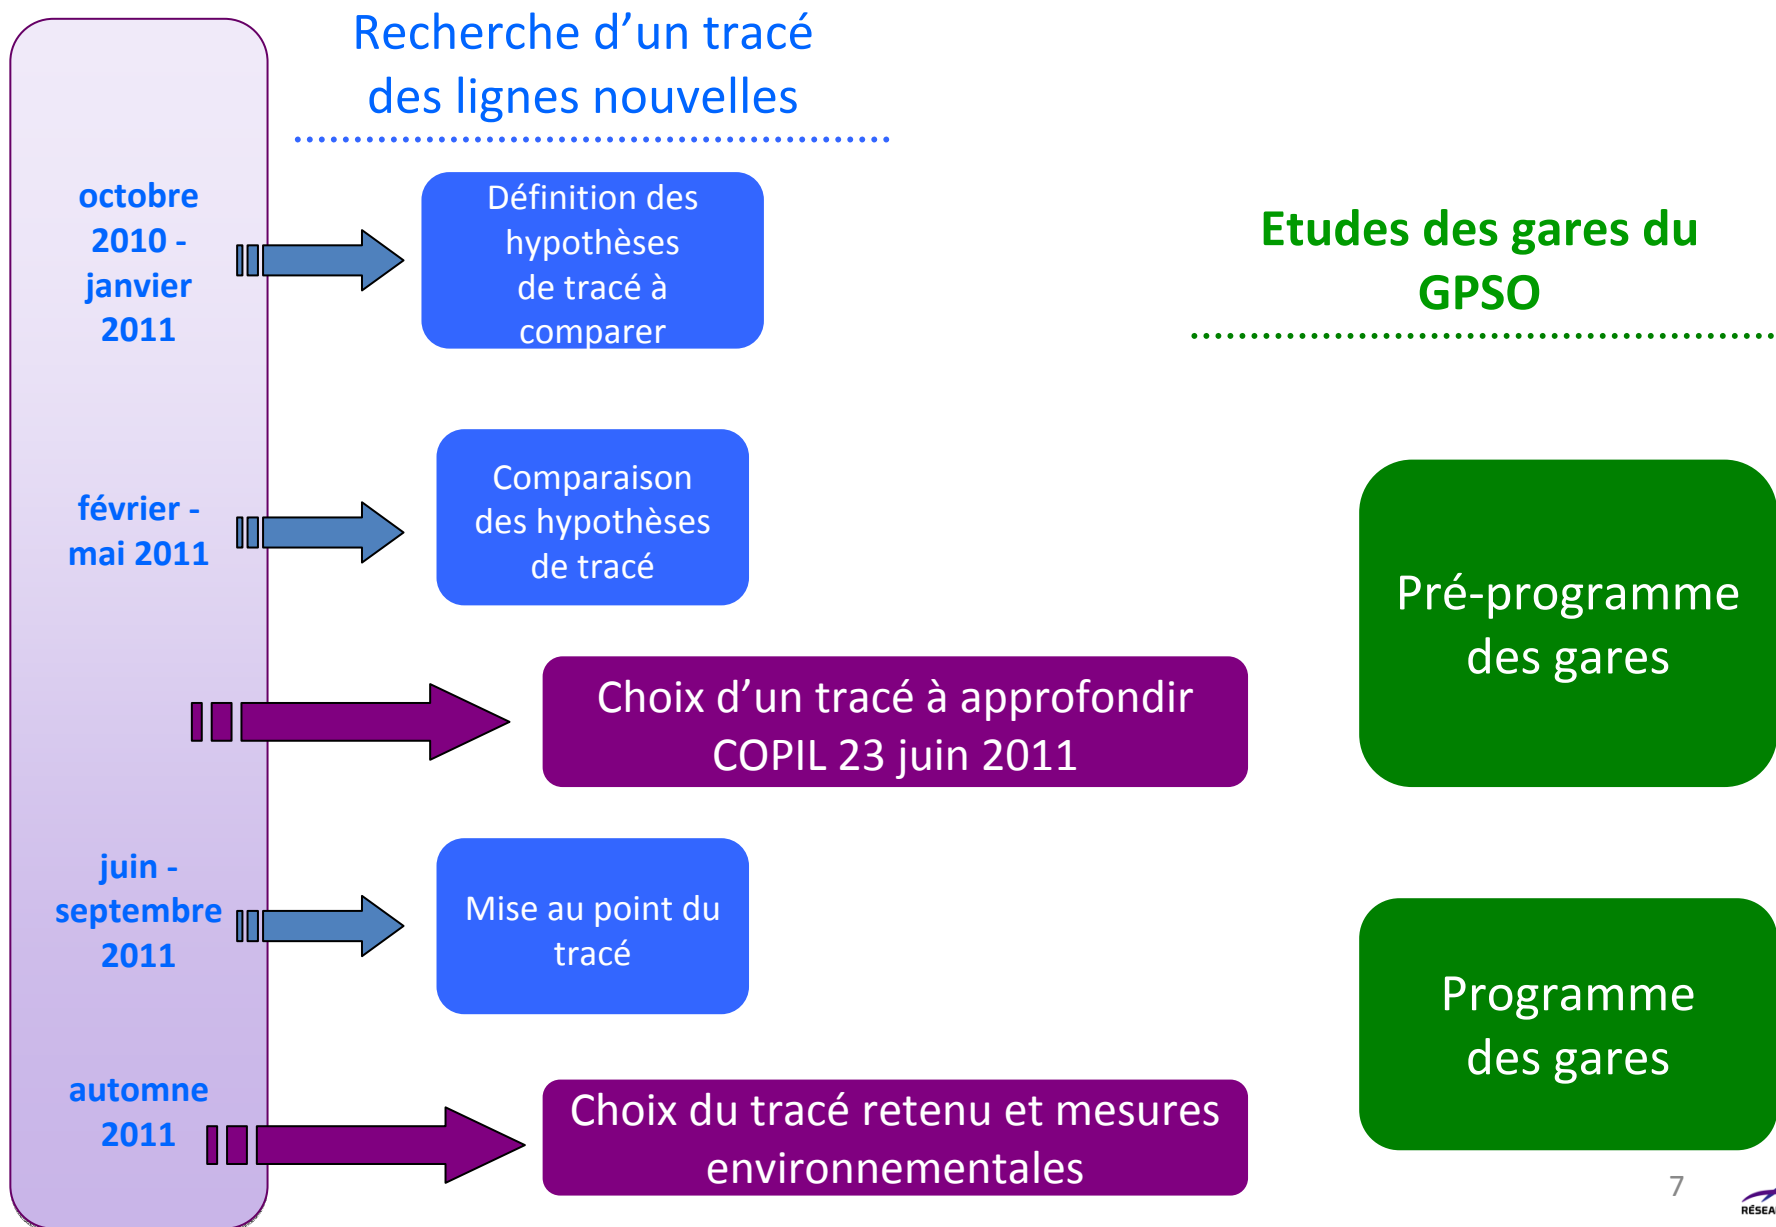 Recherche d’un tracé
des lignes nouvelles
octobre
2010 -
janvier
2011
Définition des
hypothèses
de tracé à
comparer
Etudes des gares du
GPSO
février -
mai 2011
Comparaison
des hypothèses
de tracé
Pré-programme
des gares
Choix d’un tracé à approfondir
COPIL 23 juin 2011
juin -
septembre
2011
Mise au point du
tracé
Programme
des gares
automne
2011
Choix du tracé retenu et mesures
environnementales
7